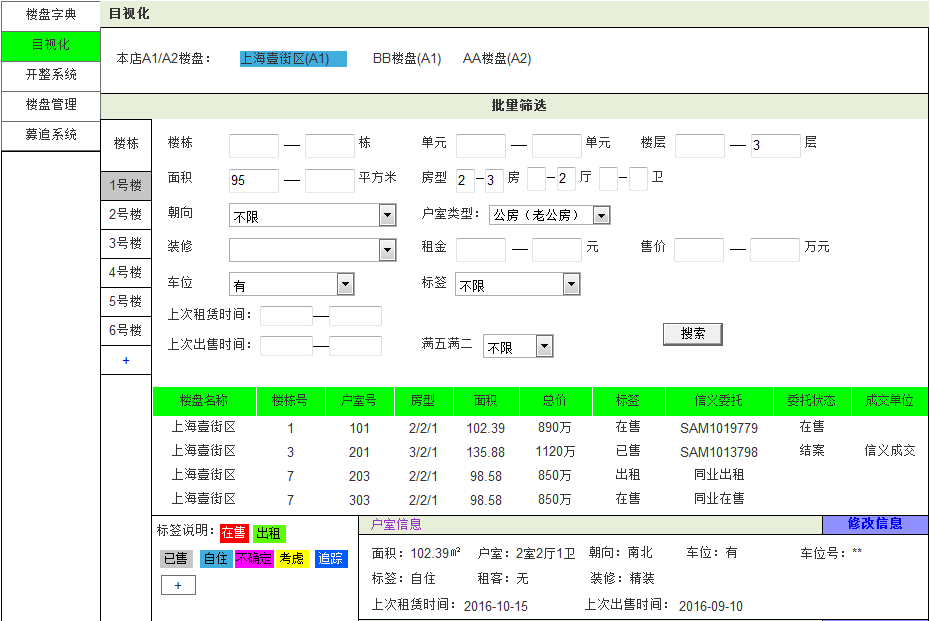 楼盘字典
目视化
开整系统
楼盘管理
募追系统
目视化
本店A1/A2楼盘： 上海壹街区(A1) BB楼盘(A1) AA楼盘(A2)
批量筛选
楼栋
1号楼
2号楼
3号楼
4号楼
5号楼
6号楼
+
楼栋 — 栋 单元 — 单元 楼层 — 3 层
面积 95 — 平方米 房型 2 - 3 房 - 2 厅 - 卫
朝向 不限 户室类型： 公房（老公房）
装修 租金 — 元 售价 — 万元
车位 有 标签 不限
上次租赁时间： —
上次出售时间： — 满五满二 不限
搜索
楼盘名称 楼栋号 户室号 房型 面积 总价 标签 信义委托 委托状态 成交单位
上海壹街区 1 101 2/2/1 102.39 890万 在售 SAM1019779 在售
上海壹街区 3 201 3/2/1 135.88 1120万 已售 SAM1013798 结案 信义成交
上海壹街区 7 203 2/2/1 98.58 850万 出租 同业出租
上海壹街区 7 303 2/2/1 98.58 850万 在售 同业在售
标签说明： 在售 出租
已售 自住 不确定 考虑 追踪
+
户室信息 修改信息
面积：102.39㎡ 户室：2室2厅1卫 朝向：南北 车位：有 车位号：**
标签：自住 租客：无 装修：精装
上次租赁时间： 2016-10-15 上次出售时间： 2016-09-10